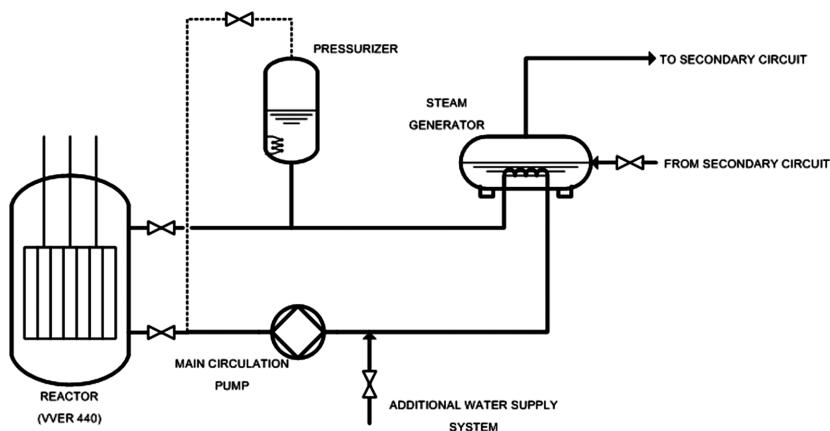 PRESSURIZER
TO SECONDARY CIRCUIT
STEAM
GENERATOR
FROM SECONDARY CIRCUIT
MAIN CIRCULATION
PUMP
REACTOR
(VVER 440)
ADDITIONAL WATER SUPPLY
SYSTEM